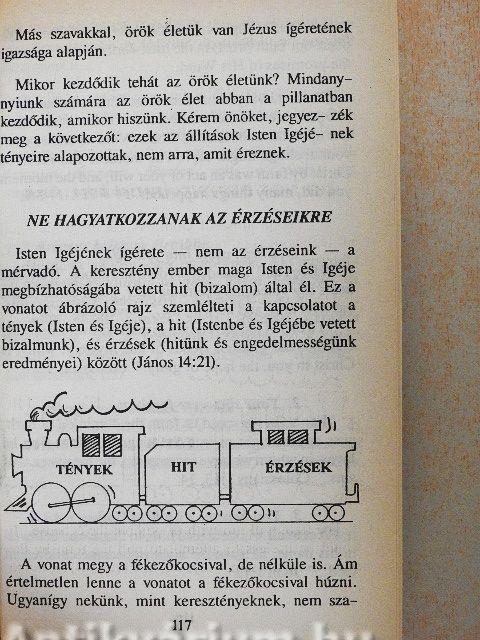 Más szavakkal, örök életük van Jézus ígéretének
igazsága alapján.
Mikor kezdődik tehát az örök életünk? Mindany-
nyiunk számára az örök élet abban a pillanatban
kezdődik, amikor hiszünk. Kérem önöket, jegyez– zék
meg a következőt: ezek az állítások Isten Igéjé– nek
tényeire alapozottak, nem arra, amit éreznek.
NE HAGYATKOZZANAK AZ ÉRZÉSEIKRE
Isten Igéjének ígérete — nem az érzéseink — a
mérvadó. A keresztény ember maga Isten és Igéje
megbízhatóságába vetett hit (bizalom) által él. Ez a
vonatot ábrázoló rajz szemlélteti a kapcsolatot a
tények (Isten és Igéje), a hit (Istenbe és Igéjébe vetett
bizalmunk), és érzések (hitünk és engedelmességünk
eredményei) között (János 14:21).
TÉNYEK HIT ÉRZÉSEK
A vonat megy a fékezőkocsival, de nélküle is. Ám
értelmetlen lenne a vonatot a fékezőkocsival húzni.
Ugyanígy nekünk, mint keresztényeknek, nem sza–
117
Antikvarium.hu